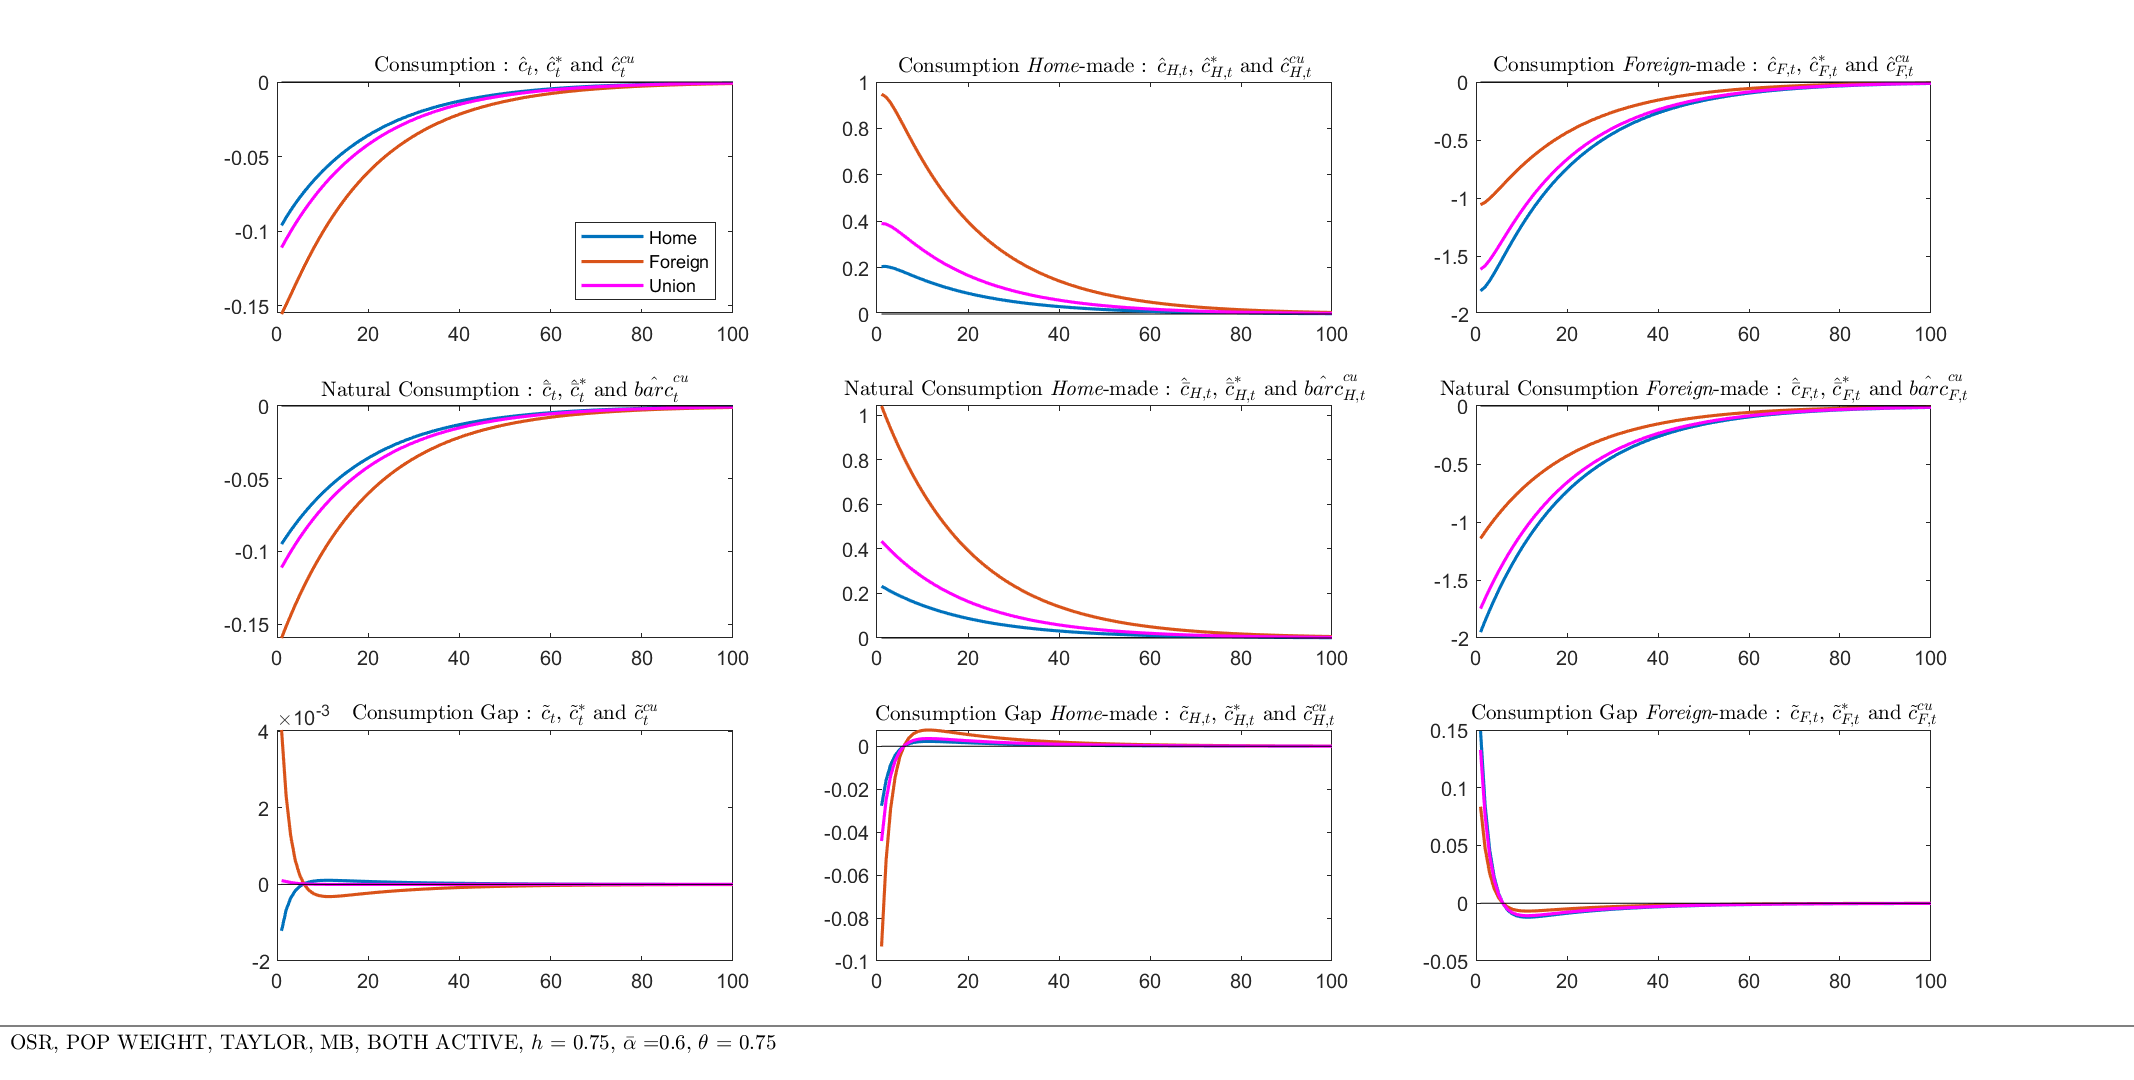 Consumption : ĉ_t, ĉ*_t and ĉ^cu_t
Consumption Home-made : ĉ_H,t, ĉ*_H,t and ĉ^cu_H,t
Consumption Foreign-made : ĉ_F,t, ĉ*_F,t and ĉ^cu_F,t
0
-0.05
-0.1
-0.15
0 20 40 60 80 100
Home
Foreign
Union
1
0.8
0.6
0.4
0.2
0
0 20 40 60 80 100
0
-0.5
-1
-1.5
-2
0 20 40 60 80 100
Natural Consumption : c̄̂_t, c̄̂*_t and bar̂c^cu_t
Natural Consumption Home-made : c̄̂_H,t, c̄̂*_H,t and bar̂c^cu_H,t
Natural Consumption Foreign-made : c̄̂_F,t, c̄̂*_F,t and bar̂c^cu_F,t
0
-0.05
-0.1
-0.15
0 20 40 60 80 100
1
0.8
0.6
0.4
0.2
0
0 20 40 60 80 100
0
-0.5
-1
-1.5
-2
0 20 40 60 80 100
×10^-3
Consumption Gap : c̃_t, c̃*_t and c̃^cu_t
Consumption Gap Home-made : c̃_H,t, c̃*_H,t and c̃^cu_H,t
Consumption Gap Foreign-made : c̃_F,t, c̃*_F,t and c̃^cu_F,t
4
2
0
-2
0 20 40 60 80 100
0
-0.02
-0.04
-0.06
-0.08
-0.1
0 20 40 60 80 100
0.15
0.1
0.05
0
-0.05
0 20 40 60 80 100
OSR, POP WEIGHT, TAYLOR, MB, BOTH ACTIVE, h = 0.75, ᾱ =0.6, θ = 0.75